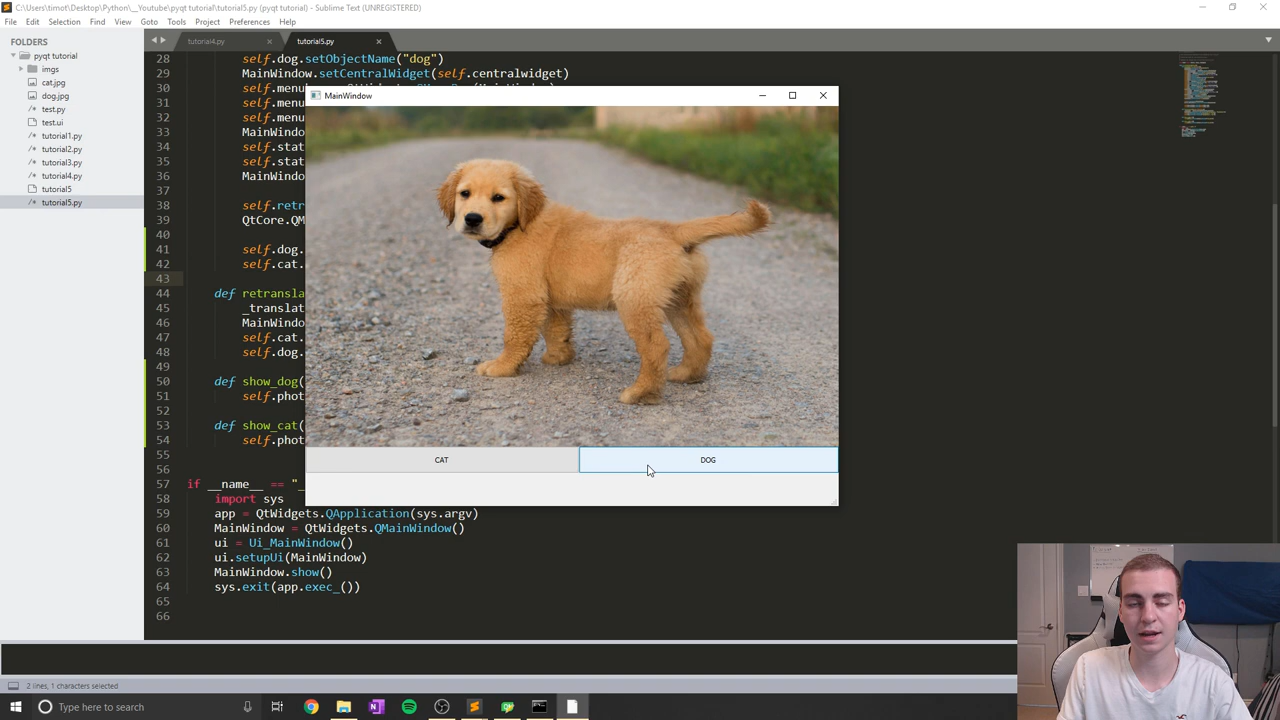 C:\Users\timot\Desktop\Python\__Youtube\pyqt tutorial\tutorial5.py (pyqt tutorial) - Sublime Text (UNREGISTERED)
File Edit Selection Find View Goto Tools Project Preferences Help
FOLDERS
pyqt tutorial
imgs
cat.jpg
dog.jpg
test.py
test.ui
tutorial1.py
tutorial2.py
tutorial3.py
tutorial4.py
tutorial5
tutorial5.py
tutorial4.py tutorial5.py
28 self.dog.setObjectName("dog")
29 MainWindow.setCentralWidget(self.centralwidget)
30 self.menu
31 self.menu
32 self.menu
33 MainWindo
34 self.stat
35 self.stat
36 MainWindo
37
38 self.retr
39 QtCore.QM
40
41 self.dog.
42 self.cat.
43
44 def retransla
45 _translat
46 MainWindo
47 self.cat.
48 self.dog.
49
50 def show_dog(
51 self.phot
52
53 def show_cat(
54 self.phot
55
56
57 if __name__ == "_
58 import sys
59 app = QtWidgets.QApplication(sys.argv)
60 MainWindow = QtWidgets.QMainWindow()
61 ui = Ui_MainWindow()
62 ui.setupUi(MainWindow)
63 MainWindow.show()
64 sys.exit(app.exec_())
65
66
MainWindow
CAT DOG
2 lines, 1 characters selected
Type here to search